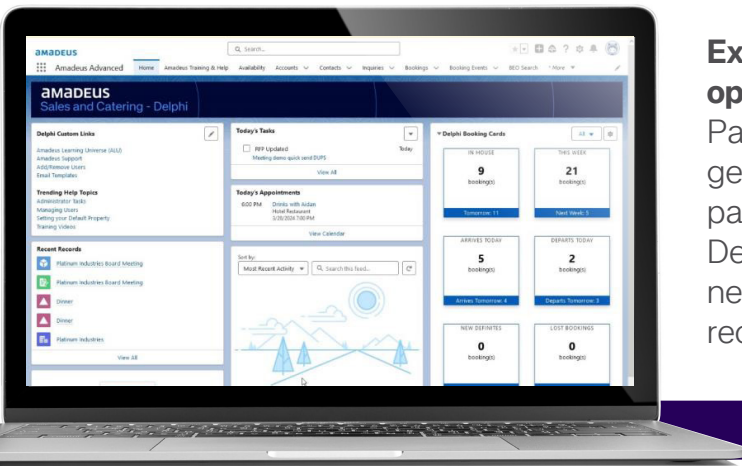 amadeus
Search...
Amadeus Advanced Home Amadeus Training & Help Availability Accounts Contacts Inquiries Bookings Booking Events BEO Search More
amadeus
Sales and Catering - Delphi
Delphi Custom Links
Amadeus Learning Universe (ALU)
Amadeus Support
Add/Remove Users
Email Templates
Trending Help Topics
Administrator Tasks
Managing Users
Setting your Default Property
Training Videos
Recent Records
Platinum Industries Board Meeting
Platinum Industries Board Meeting
Dinner
Dinner
Platinum Industries
View All
Today's Tasks
RFP Updated Today
Meeting demo quick send DUPS
View All
Today's Appointments
6:00 PM Drinks with Aidan
Hotel Restaurant
3/20/2024 7:00 PM
View Calendar
Sort by:
Most Recent Activity Search this feed...
Delphi Booking Cards All
IN HOUSE
9
booking(s)
Tomorrow: 11
THIS WEEK
21
booking(s)
Next Week: 5
ARRIVES TODAY
5
booking(s)
Arrives Tomorrow: 4
DEPARTS TODAY
2
booking(s)
Departs Tomorrow: 3
NEW DEFINITES
0
booking(s)
LOST BOOKINGS
0
booking(s)
Ex
op
Pa
ge
pa
De
ne
rec